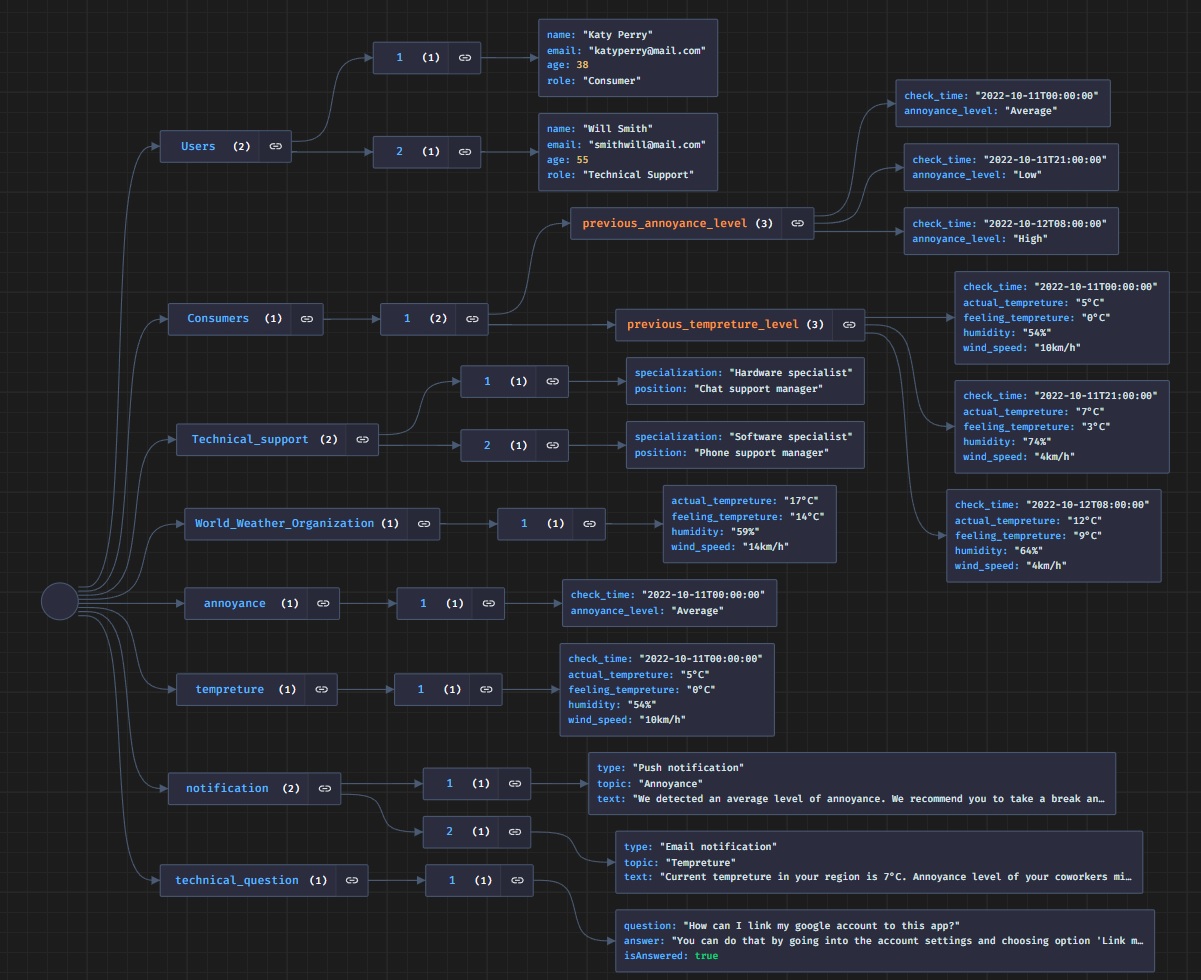 Users (2)
1 (1)
name: "Katy Perry"
email: "katyperry@mail.com"
age: 38
role: "Consumer"
2 (1)
name: "Will Smith"
email: "smithwill@mail.com"
age: 55
role: "Technical Support"
Consumers (1)
1 (2)
previous_annoyance_level (3)
check_time: "2022-10-11T00:00:00"
annoyance_level: "Average"
check_time: "2022-10-11T21:00:00"
annoyance_level: "Low"
check_time: "2022-10-12T08:00:00"
annoyance_level: "High"
previous_tempreture_level (3)
check_time: "2022-10-11T00:00:00"
actual_tempreture: "5°C"
feeling_tempreture: "0°C"
humidity: "54%"
wind_speed: "10km/h"
check_time: "2022-10-11T21:00:00"
actual_tempreture: "7°C"
feeling_tempreture: "3°C"
humidity: "74%"
wind_speed: "4km/h"
check_time: "2022-10-12T08:00:00"
actual_tempreture: "12°C"
feeling_tempreture: "9°C"
humidity: "64%"
wind_speed: "4km/h"
Technical_support (2)
1 (1)
specialization: "Hardware specialist"
position: "Chat support manager"
2 (1)
specialization: "Software specialist"
position: "Phone support manager"
World_Weather_Organization (1)
1 (1)
actual_tempreture: "17°C"
feeling_tempreture: "14°C"
humidity: "59%"
wind_speed: "14km/h"
annoyance (1)
1 (1)
check_time: "2022-10-11T00:00:00"
annoyance_level: "Average"
tempreture (1)
1 (1)
check_time: "2022-10-11T00:00:00"
actual_tempreture: "5°C"
feeling_tempreture: "0°C"
humidity: "54%"
wind_speed: "10km/h"
notification (2)
1 (1)
type: "Push notification"
topic: "Annoyance"
text: "We detected an average level of annoyance. We recommend you to take a break an…
2 (1)
type: "Email notification"
topic: "Tempreture"
text: "Current tempreture in your region is 7°C. Annoyance level of your coworkers mi…
technical_question (1)
1 (1)
question: "How can I link my google account to this app?"
answer: "You can do that by going into the account settings and choosing option 'Link m…
isAnswered: true